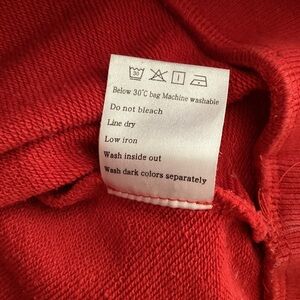 30
Below 30°C bag Machine washable
Do not bleach
Line dry
Low iron
Wash inside out
Wash dark colors separately